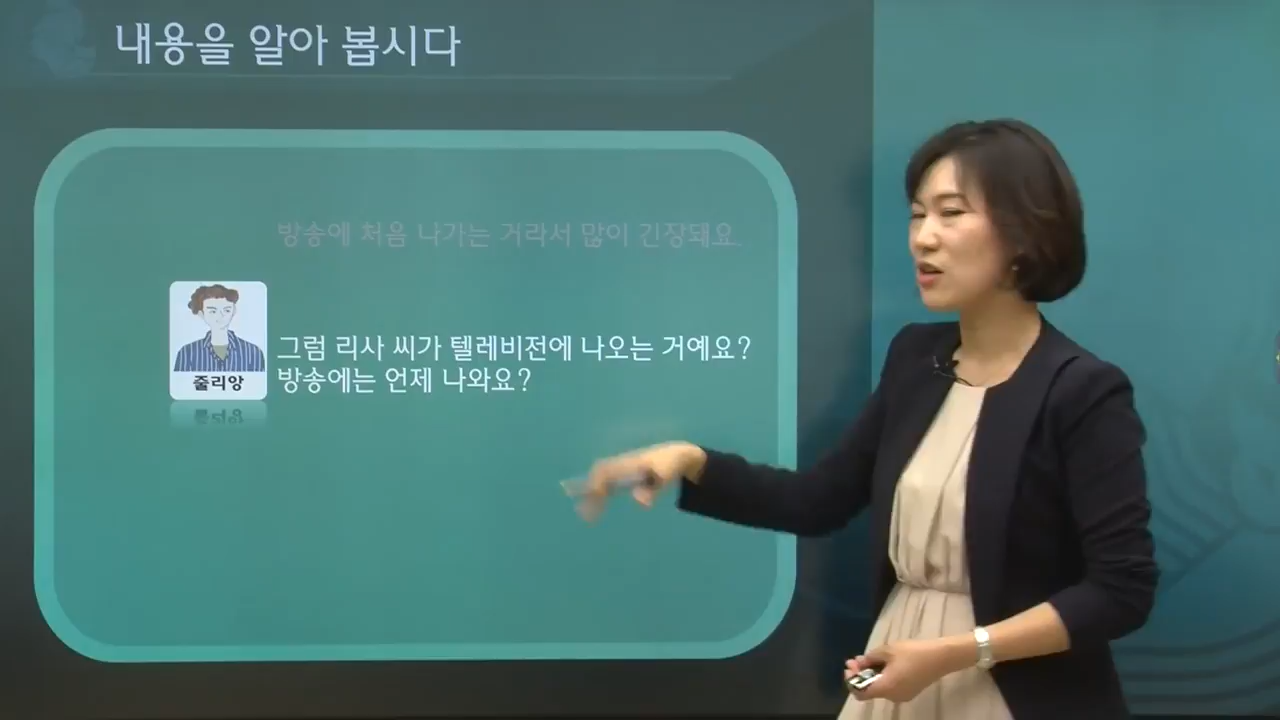 내용을 알아 봅시다
방송에 처음 나가는 거라서 많이 긴장돼요.
그럼 리사 씨가 텔레비전에 나오는 거예요?
방송에는 언제 나와요?
줄리앙